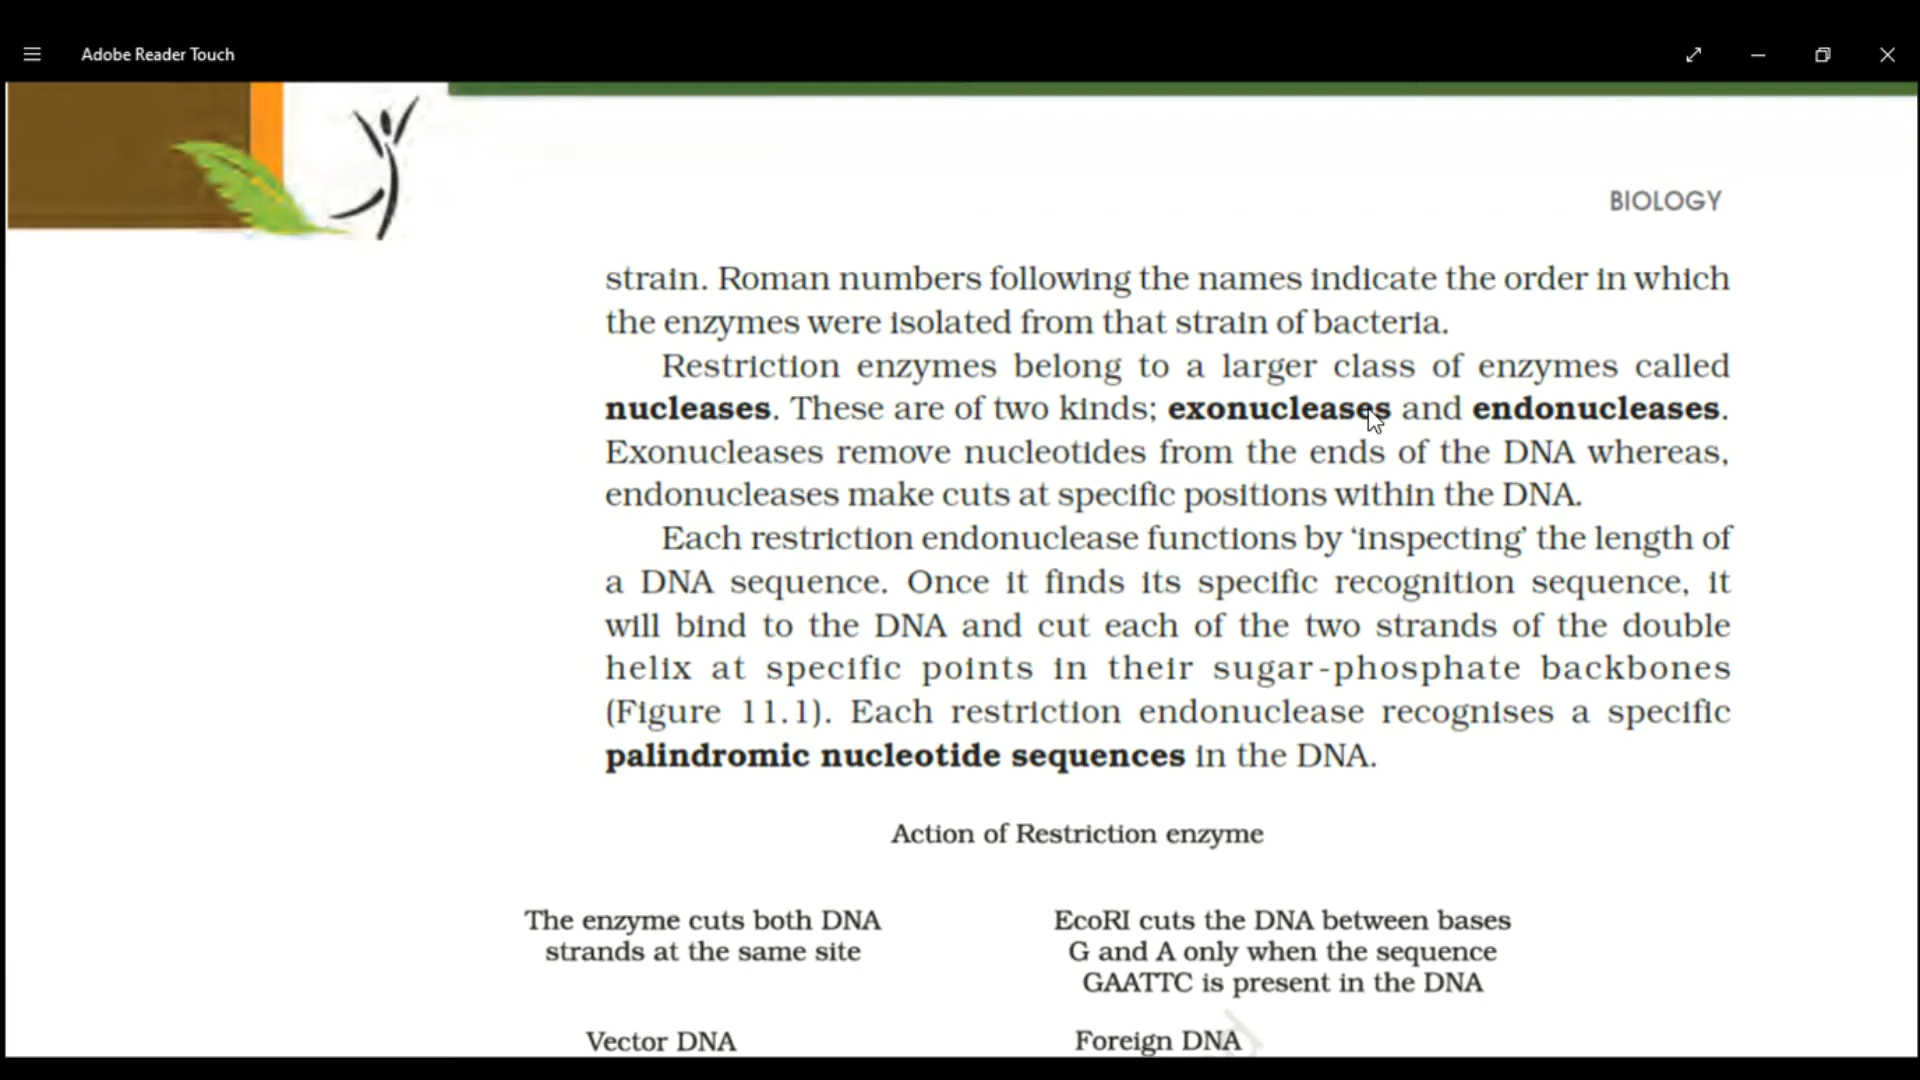 Adobe Reader Touch
BIOLOGY
strain. Roman numbers following the names indicate the order in which
the enzymes were isolated from that strain of bacteria.
Restriction enzymes belong to a larger class of enzymes called
nucleases. These are of two kinds; exonucleases and endonucleases.
Exonucleases remove nucleotides from the ends of the DNA whereas,
endonucleases make cuts at specific positions within the DNA.
Each restriction endonuclease functions by ‘inspecting’ the length of
a DNA sequence. Once it finds its specific recognition sequence, it
will bind to the DNA and cut each of the two strands of the double
helix at specific points in their sugar-phosphate backbones
(Figure 11.1). Each restriction endonuclease recognises a specific
palindromic nucleotide sequences in the DNA.
Action of Restriction enzyme
The enzyme cuts both DNA
strands at the same site
EcoRI cuts the DNA between bases
G and A only when the sequence
GAATTC is present in the DNA
Vector DNA
Foreign DNA